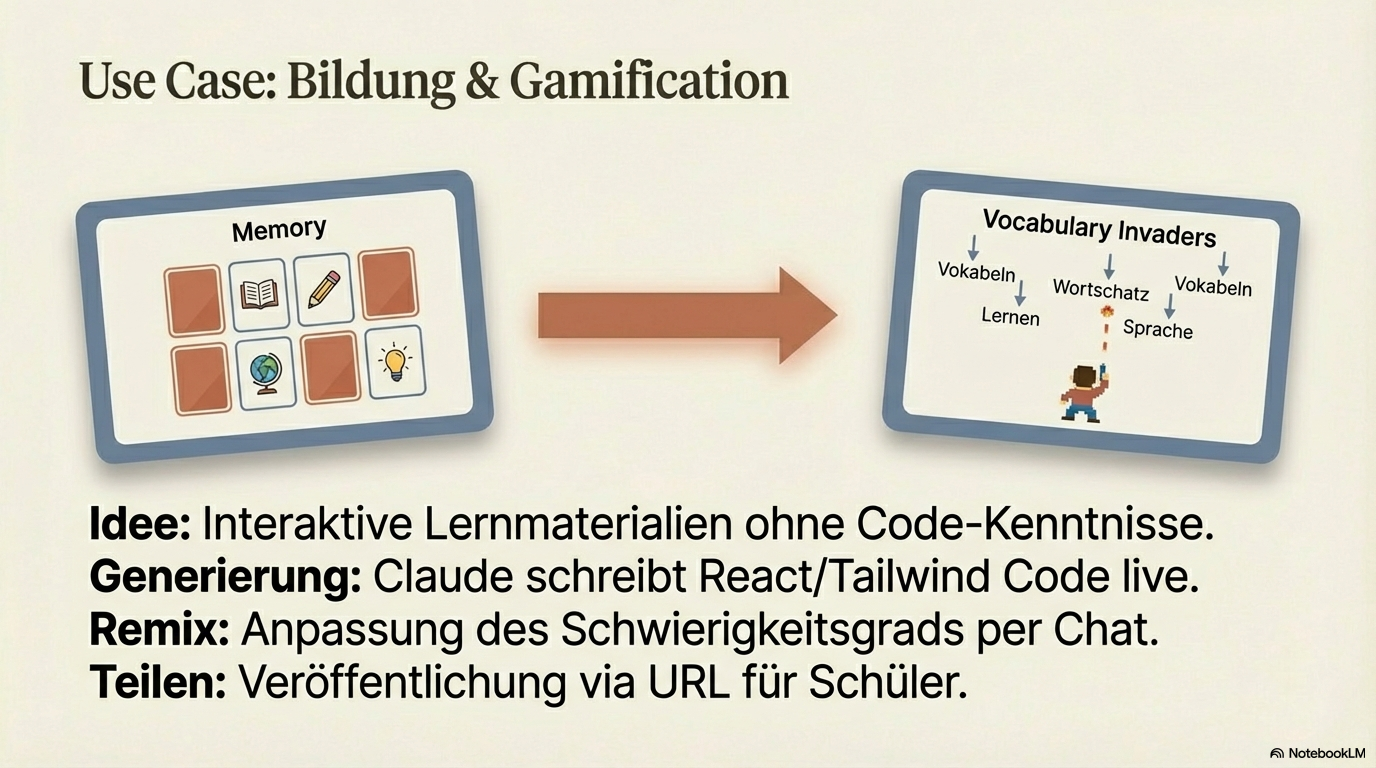 Use Case: Bildung & Gamification
Memory
Vocabulary Invaders
Vokabeln
Wortschatz
Vokabeln
Lernen
Sprache
Idee: Interaktive Lernmaterialien ohne Code-Kenntnisse.
Generierung: Claude schreibt React/Tailwind Code live.
Remix: Anpassung des Schwierigkeitsgrads per Chat.
Teilen: Veröffentlichung via URL für Schüler.
NotebookLM